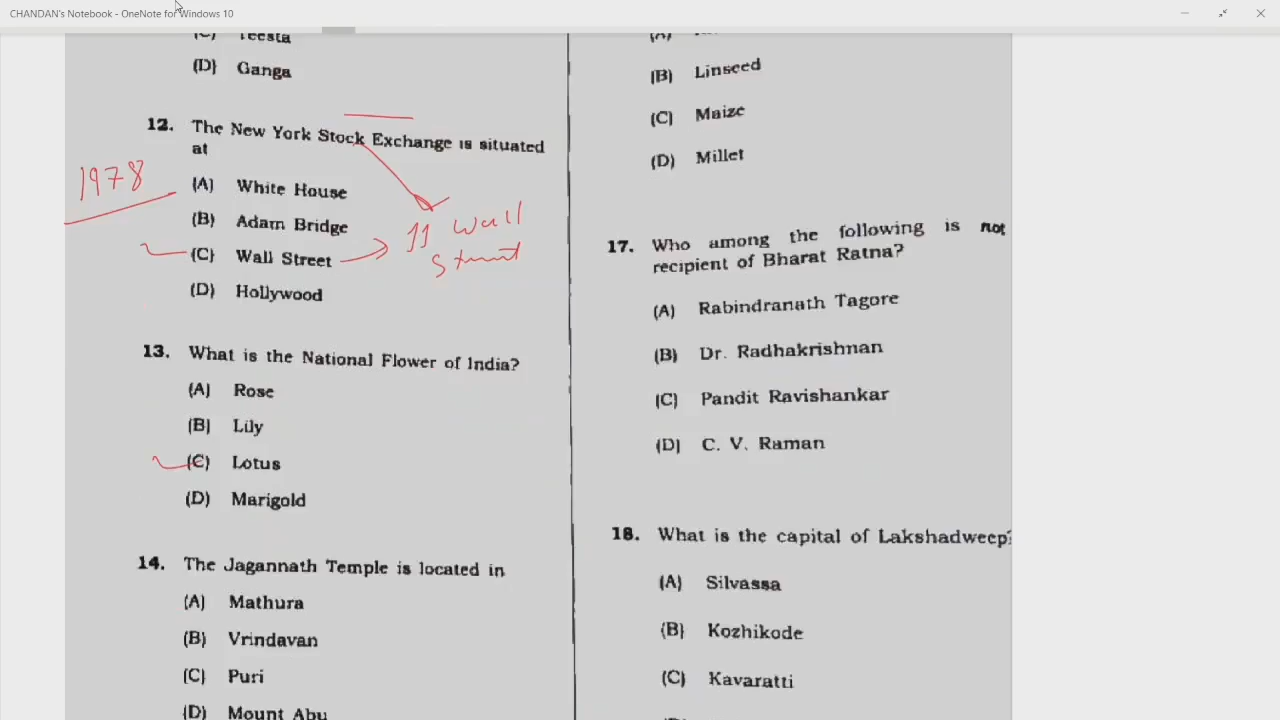 CHANDAN's Notebook - OneNote for Windows 10
(C) Teesta
(D) Ganga
12. The New York Stock Exchange is situated
at
(A) White House
(B) Adam Bridge
(C) Wall Street
(D) Hollywood
1978
11 Wall
Street
13. What is the National Flower of India?
(A) Rose
(B) Lily
(C) Lotus
(D) Marigold
14. The Jagannath Temple is located in
(A) Mathura
(B) Vrindavan
(C) Puri
(D) Mount Abu
(A)
(B) Linseed
(C) Maize
(D) Millet
17. Who among the following is not
recipient of Bharat Ratna?
(A) Rabindranath Tagore
(B) Dr. Radhakrishnan
(C) Pandit Ravishankar
(D) C. V. Raman
18. What is the capital of Lakshadweep?
(A) Silvassa
(B) Kozhikode
(C) Kavaratti